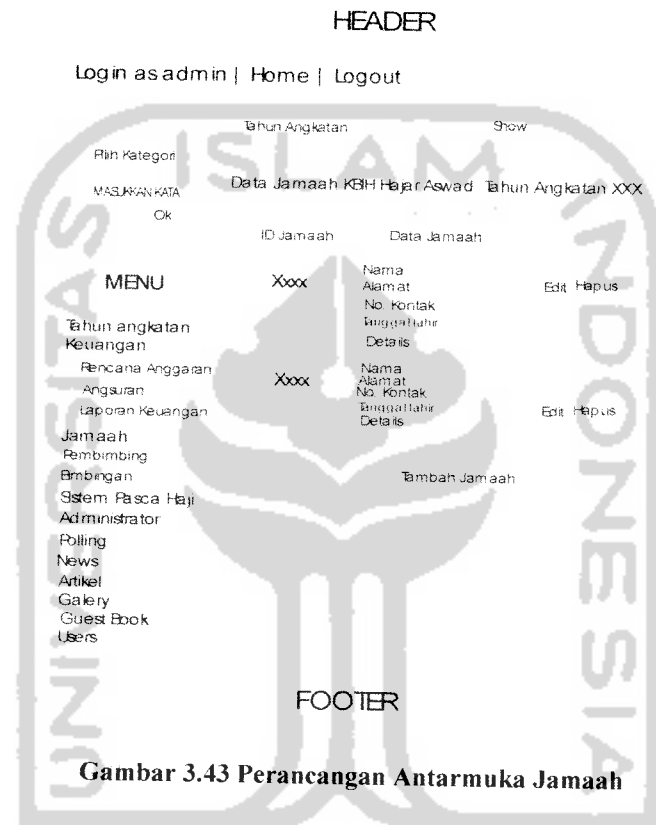 HEADER
Login as admin | Home | Logout
Tahun Angkatan Show
Pilih Kategori
MASUKKAN KATA
Data Jamaah KBIH Hajar Aswad Tahun Angkatan XXX
Ok
ID Jamaah Data Jamaah
MENU
Xxxx
Nama
Alamat
No. Kontak
Tanggal lahir
Details
Edit Hapus
Tahun angkatan
Keuangan
Rencana Anggaran
Angsuran
Laporan Keuangan
Xxxx
Nama
Alamat
No. Kontak
Tanggal lahir
Details
Edit Hapus
Jamaah
Pembimbing
Bimbingan
Sistem Pasca Haji
Administrator
Polling
News
Artikel
Galery
Guest Book
Users
Tambah Jamaah
FOOTER
Gambar 3.43 Perancangan Antarmuka Jamaah
UNIVERSITAS
ISLAM
INDONESIA